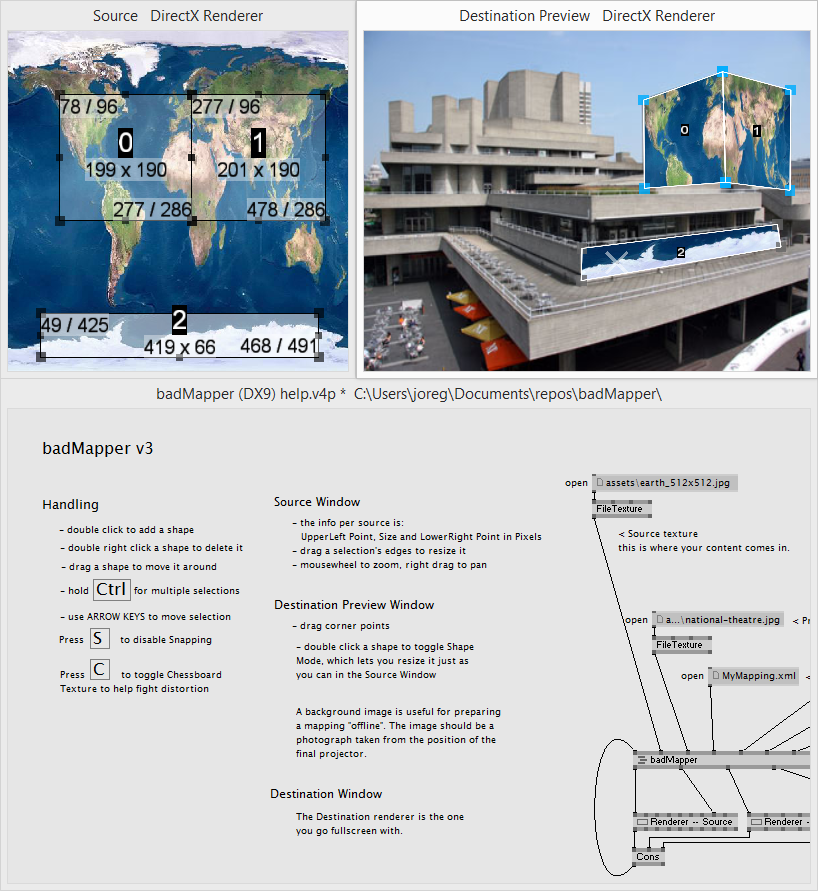 Source   DirectX Renderer
78 / 96
277 / 96
0
1
199 x 190
201 x 190
277 / 286
478 / 286
2
49 / 425
419 x 66
468 / 491
Destination Preview   DirectX Renderer
0
1
2
badMapper (DX9) help.v4p *  C:\Users\joreg\Documents\repos\badMapper\
badMapper v3
Handling
- double click to add a shape
- double right click a shape to delete it
- drag a shape to move it around
- hold Ctrl for multiple selections
- use ARROW KEYS to move selection
Press S to disable Snapping
Press C to toggle Chessboard
Texture to help fight distortion
Source Window
- the info per source is:
UpperLeft Point, Size and LowerRight Point in Pixels
- drag a selection's edges to resize it
- mousewheel to zoom, right drag to pan
Destination Preview Window
- drag corner points
- double click a shape to toggle Shape
Mode, which lets you resize it just as
you can in the Source Window
A background image is useful for preparing
a mapping "offline". The image should be a
photograph taken from the position of the
final projector.
Destination Window
The Destination renderer is the one
you go fullscreen with.
open assets\earth_512x512.jpg
FileTexture
< Source texture
this is where your content comes in.
open a...\national-theatre.jpg < Pr
FileTexture
open MyMapping.xml <
badMapper
Renderer -- Source
Renderer -
Cons